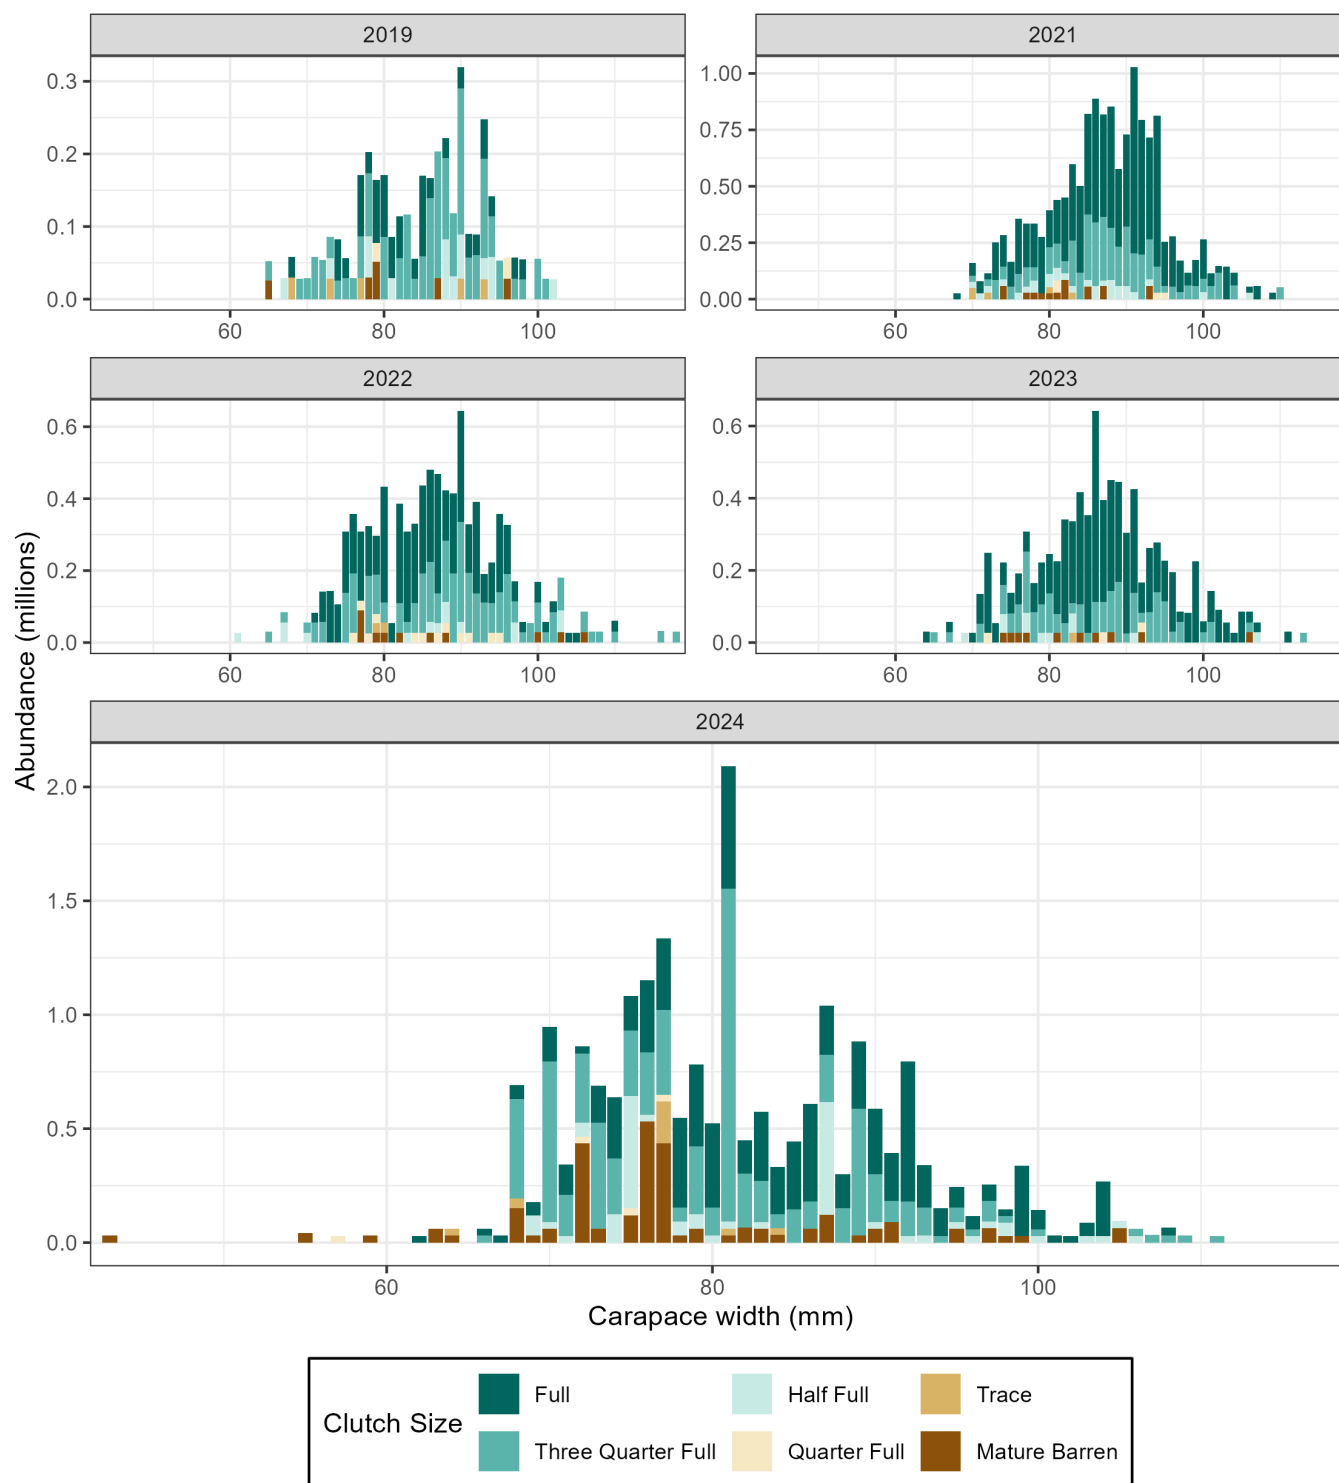 2019
2021
0.3
0.2
0.1
0.0
60 80 100
1.00
0.75
0.50
0.25
0.00
60 80 100
2022
2023
0.6
0.4
0.2
0.0
60 80 100
0.6
0.4
0.2
0.0
60 80 100
Abundance (millions)
2024
2.0
1.5
1.0
0.5
0.0
60 80 100
Carapace width (mm)
Clutch Size
Full
Half Full
Trace
Three Quarter Full
Quarter Full
Mature Barren